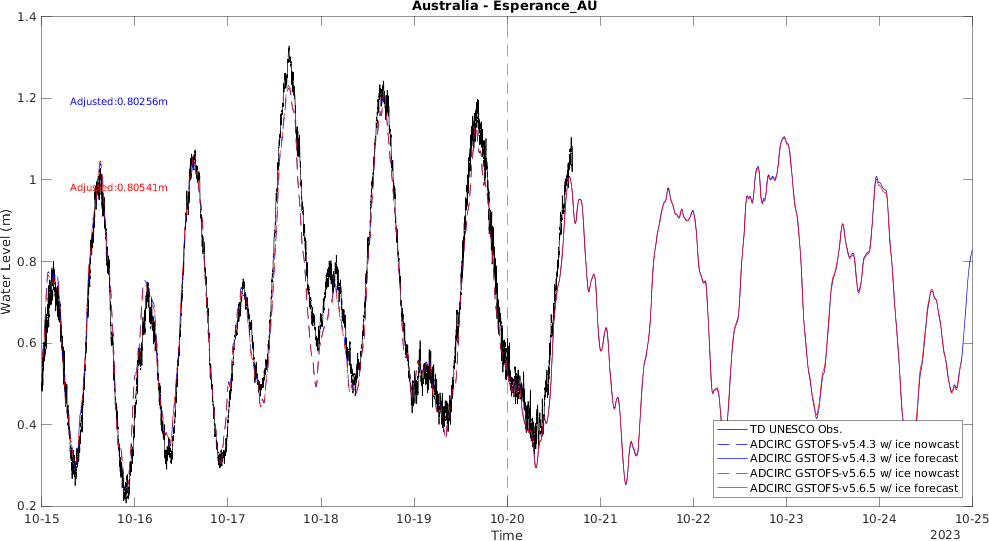 Australia - Esperance_AU
1.4
1.2
1
0.8
0.6
0.4
0.2
Water Level (m)
Adjusted:0.80256m
Adjusted:0.80541m
TD UNESCO Obs.
ADCIRC GSTOFS-v5.4.3 w/ ice nowcast
ADCIRC GSTOFS-v5.4.3 w/ ice forecast
ADCIRC GSTOFS-v5.6.5 w/ ice nowcast
ADCIRC GSTOFS-v5.6.5 w/ ice forecast
10-15 10-16 10-17 10-18 10-19 10-20 10-21 10-22 10-23 10-24 10-25
Time
2023